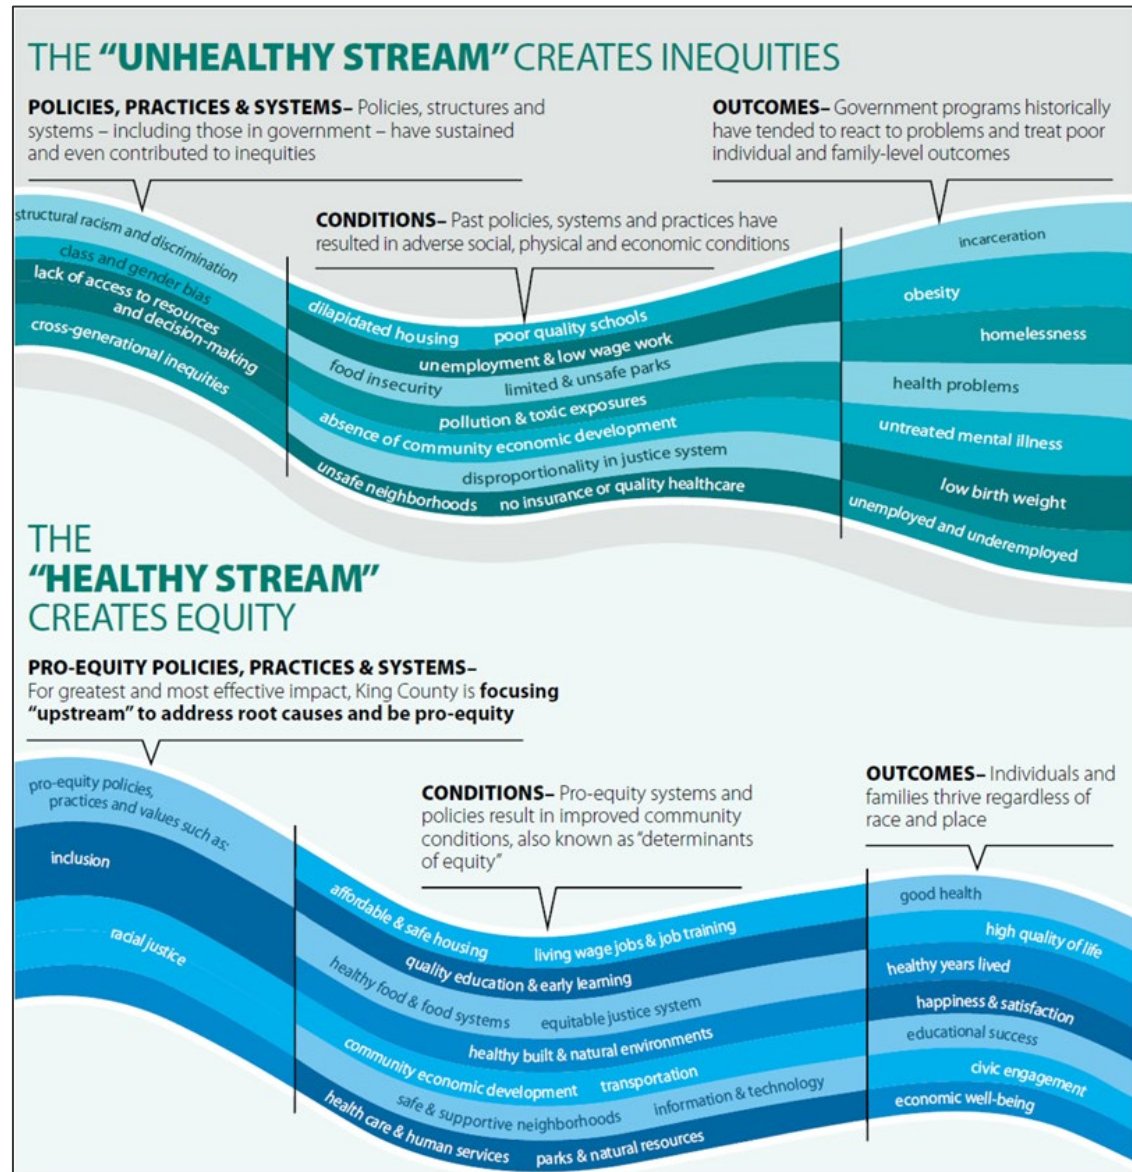 THE “UNHEALTHY STREAM” CREATES INEQUITIES
POLICIES, PRACTICES & SYSTEMS– Policies, structures and
systems – including those in government – have sustained
and even contributed to inequities
OUTCOMES– Government programs historically
have tended to react to problems and treat poor
individual and family-level outcomes
CONDITIONS– Past policies, systems and practices have
resulted in adverse social, physical and economic conditions
structural racism and discrimination
class and gender bias
lack of access to resources
and decision-making
cross-generational inequities
dilapidated housing
poor quality schools
unemployment & low wage work
food insecurity
limited & unsafe parks
pollution & toxic exposures
absence of community economic development
disproportionality in justice system
unsafe neighborhoods
no insurance or quality healthcare
incarceration
obesity
homelessness
health problems
untreated mental illness
low birth weight
unemployed and underemployed
THE
“HEALTHY STREAM”
CREATES EQUITY
PRO-EQUITY POLICIES, PRACTICES & SYSTEMS–
For greatest and most effective impact, King County is focusing
“upstream” to address root causes and be pro-equity
CONDITIONS– Pro-equity systems and
policies result in improved community
conditions, also known as “determinants
of equity”
OUTCOMES– Individuals and
families thrive regardless of
race and place
pro-equity policies,
practices and values such as:
inclusion
racial justice
affordable & safe housing
living wage jobs & job training
quality education & early learning
healthy food & food systems
equitable justice system
healthy built & natural environments
community economic development
transportation
safe & supportive neighborhoods
information & technology
health care & human services
parks & natural resources
good health
high quality of life
healthy years lived
happiness & satisfaction
educational success
civic engagement
economic well-being